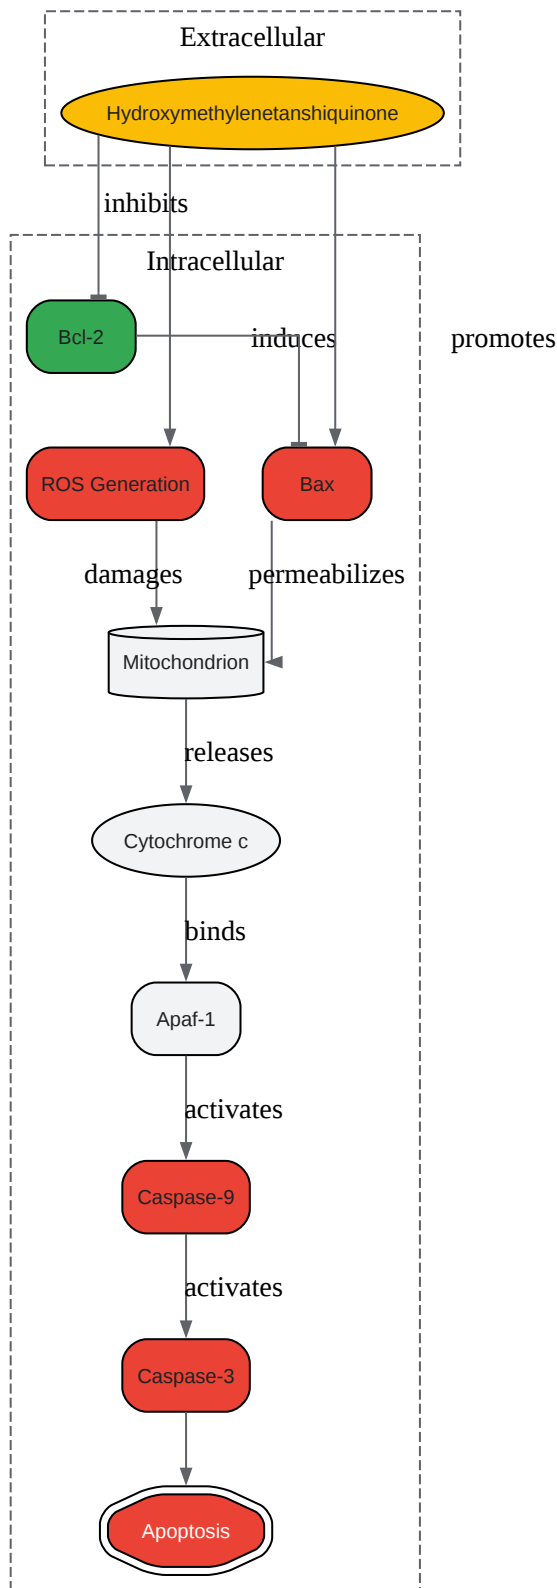 Extracellular
Hydroxymethylenetanshiquinone
inhibits
Intracellular
Bcl-2
induces
promotes
ROS Generation
Bax
damages
permeabilizes
Mitochondrion
releases
Cytochrome c
binds
Apaf-1
activates
Caspase-9
activates
Caspase-3
Apoptosis